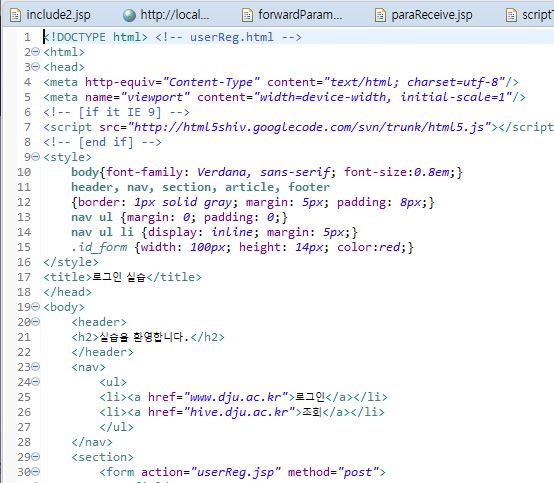 include2.jsp http://local... forwardParam... paraReceive.jsp script
1 <!DOCTYPE html> <!-- userReg.html -->
2 <html>
3 <head>
4 <meta http-equiv="Content-Type" content="text/html; charset=utf-8"/>
5 <meta name="viewport" content="width=device-width, initial-scale=1"/>
6 <!-- [if it IE 9] -->
7 <script src="http://html5shiv.googlecode.com/svn/trunk/html5.js"></script
8 <!-- [end if] -->
9 <style>
10 body{font-family: Verdana, sans-serif; font-size:0.8em;}
11 header, nav, section, article, footer
12 {border: 1px solid gray; margin: 5px; padding: 8px;}
13 nav ul {margin: 0; padding: 0;}
14 nav ul li {display: inline; margin: 5px;}
15 .id_form {width: 100px; height: 14px; color:red;}
16 </style>
17 <title>로그인 실습</title>
18 </head>
19 <body>
20 <header>
21 <h2>실습을 환영합니다.</h2>
22 </header>
23 <nav>
24 <ul>
25 <li><a href="www.dju.ac.kr">로그인</a></li>
26 <li><a href="hive.dju.ac.kr">조회</a></li>
27 </ul>
28 </nav>
29 <section>
30 <form action="userReg.jsp" method="post">